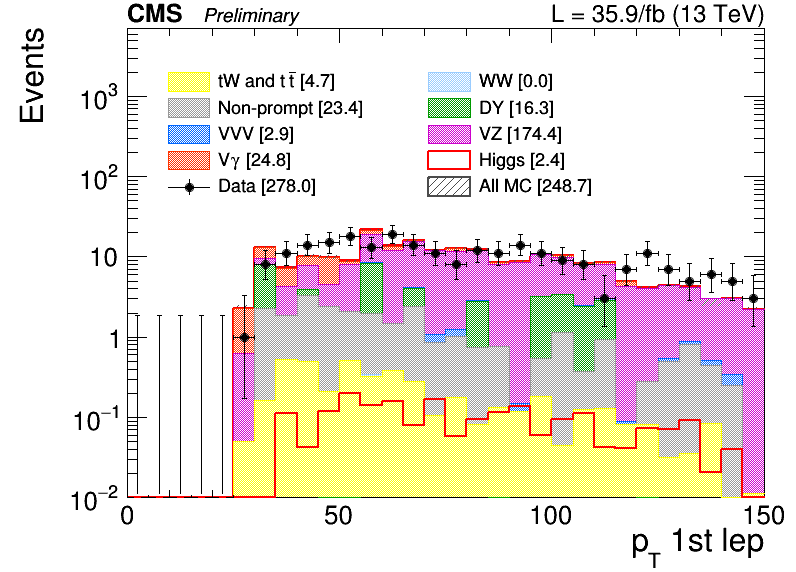 CMS Preliminary L = 35.9/fb (13 TeV)
Events
tW and t t̄ [4.7] WW [0.0]
Non-prompt [23.4] DY [16.3]
VVV [2.9] VZ [174.4]
Vγ [24.8] Higgs [2.4]
Data [278.0] All MC [248.7]
10³
10²
10
1
10⁻¹
10⁻²
0 50 100 150
p_T 1st lep